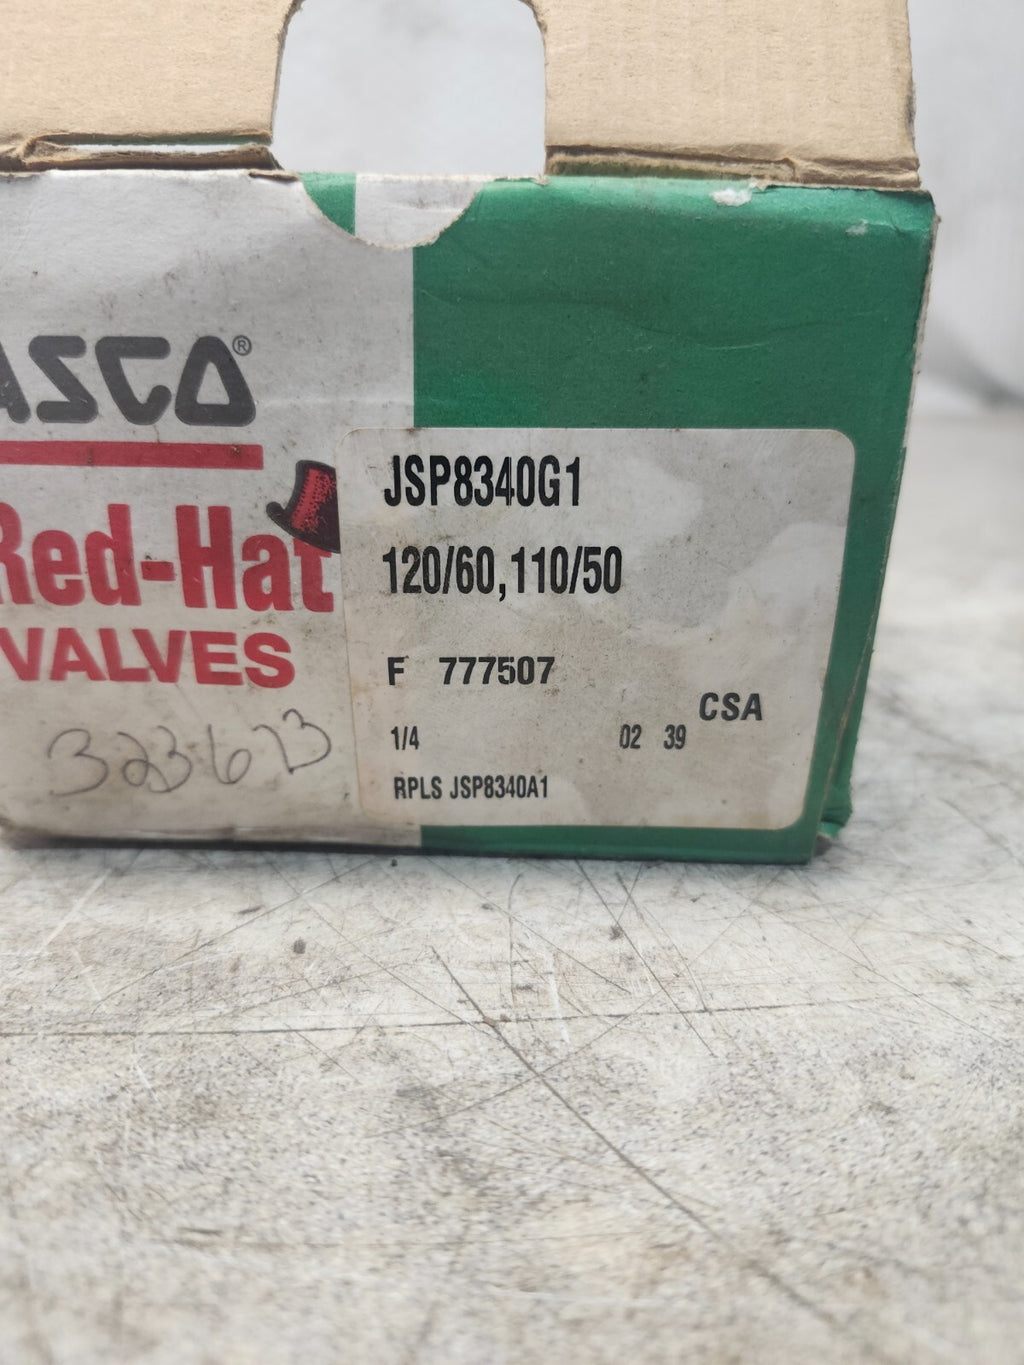 ASCO®
Red-Hat
VALVES
323623
JSP8340G1
120/60,110/50
F 777507
CSA
1/4 02 39
RPLS JSP8340A1